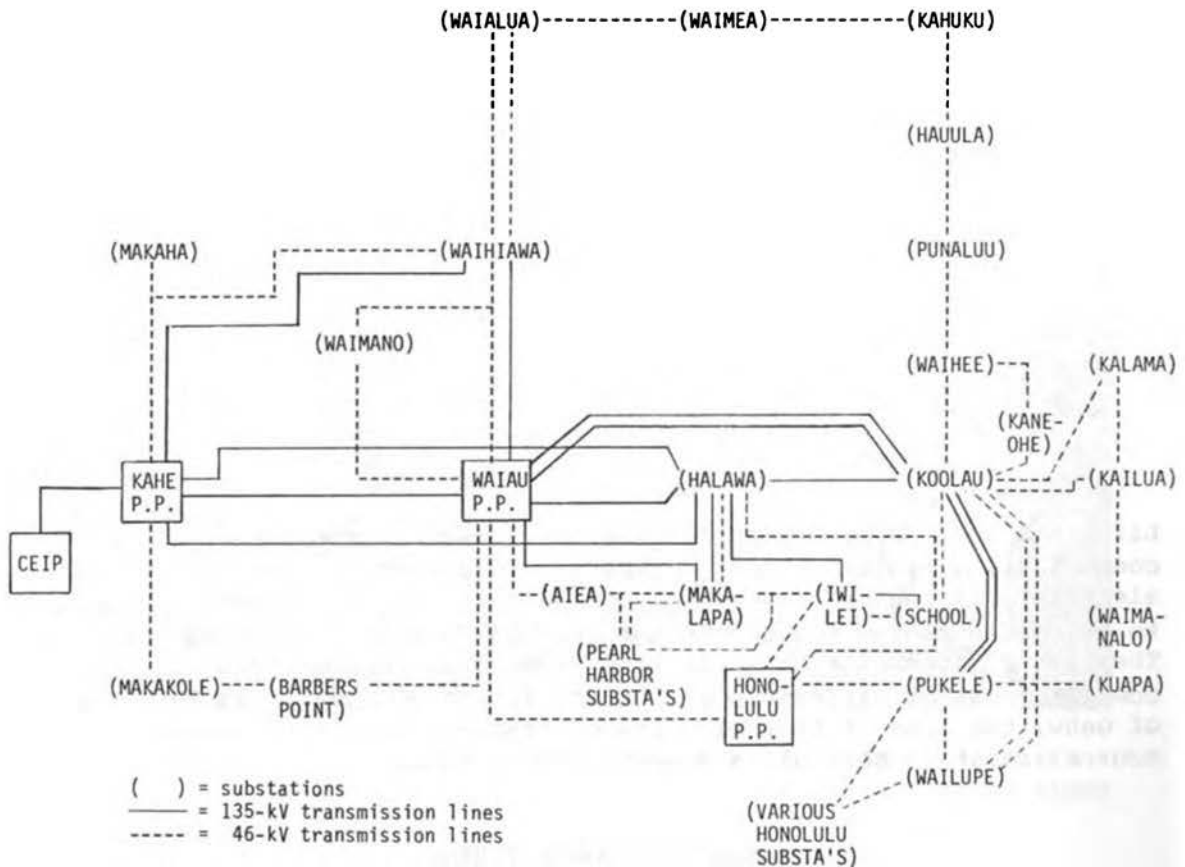 (WAIALUA)
(WAIMEA)
(KAHUKU)
(HAUULA)
(MAKAHA)
(WAIHIAWA)
(PUNALUU)
(WAIMANO)
(WAIHEE)
(KALAMA)
(KANE-
OHE)
KAHE
P.P.
WAIAU
P.P.
(HALAWA)
(KOOLAU)
(KAILUA)
CEIP
(AIEA)
(MAKA-
LAPA)
(IWI-
LEI)
(SCHOOL)
(WAIMA-
NALO)
(PEARL
HARBOR
SUBSTA'S)
(MAKAKOLE)
(BARBERS
POINT)
HONO-
LULU
P.P.
(PUKELE)
(KUAPA)
(WAILUPE)
(VARIOUS
HONOLULU
SUBSTA'S)
( ) = substations
= 135-kV transmission lines
= 46-kV transmission lines